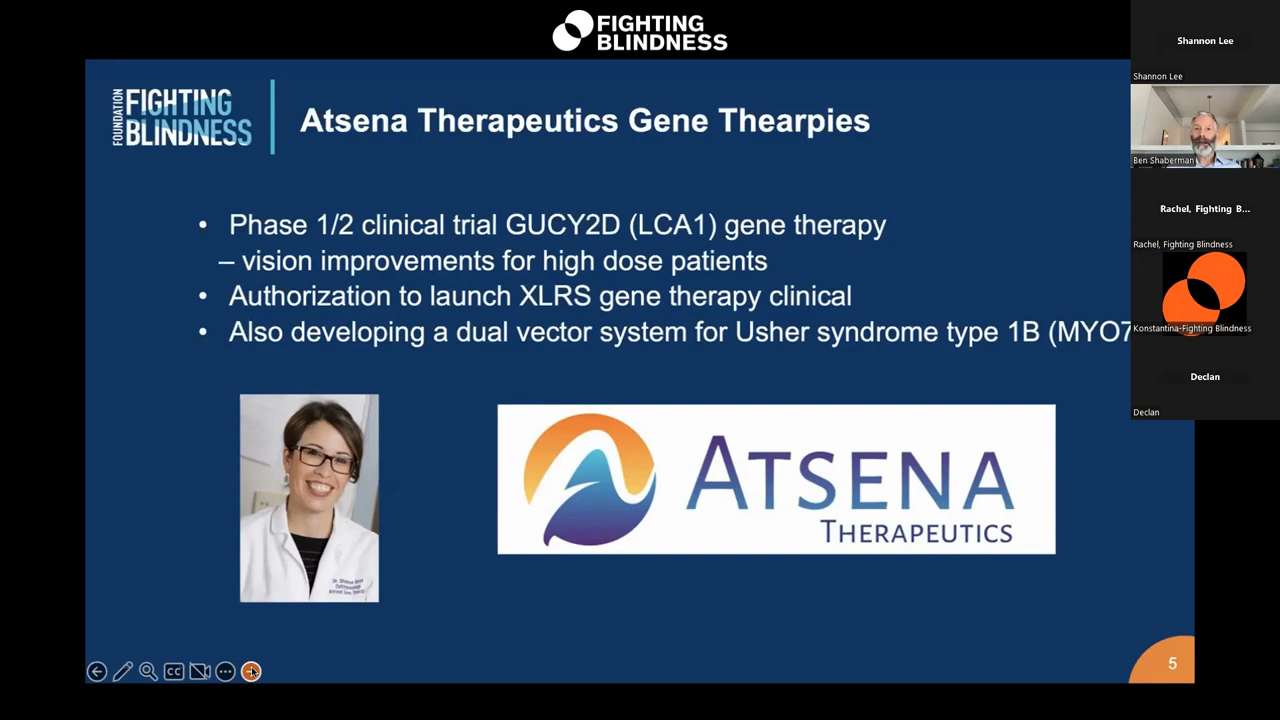 FIGHTING
BLINDNESS
FOUNDATION
FIGHTING
BLINDNESS
Atsena Therapeutics Gene Thearpies
• Phase 1/2 clinical trial GUCY2D (LCA1) gene therapy
– vision improvements for high dose patients
• Authorization to launch XLRS gene therapy clinical
• Also developing a dual vector system for Usher syndrome type 1B (MYO7
ATSENA
THERAPEUTICS
CC
5
Shannon Lee
Shannon Lee
Ben Shaberman
Rachel, Fighting B...
Rachel, Fighting Blindness
Konstantina-Fighting Blindness
Declan
Declan